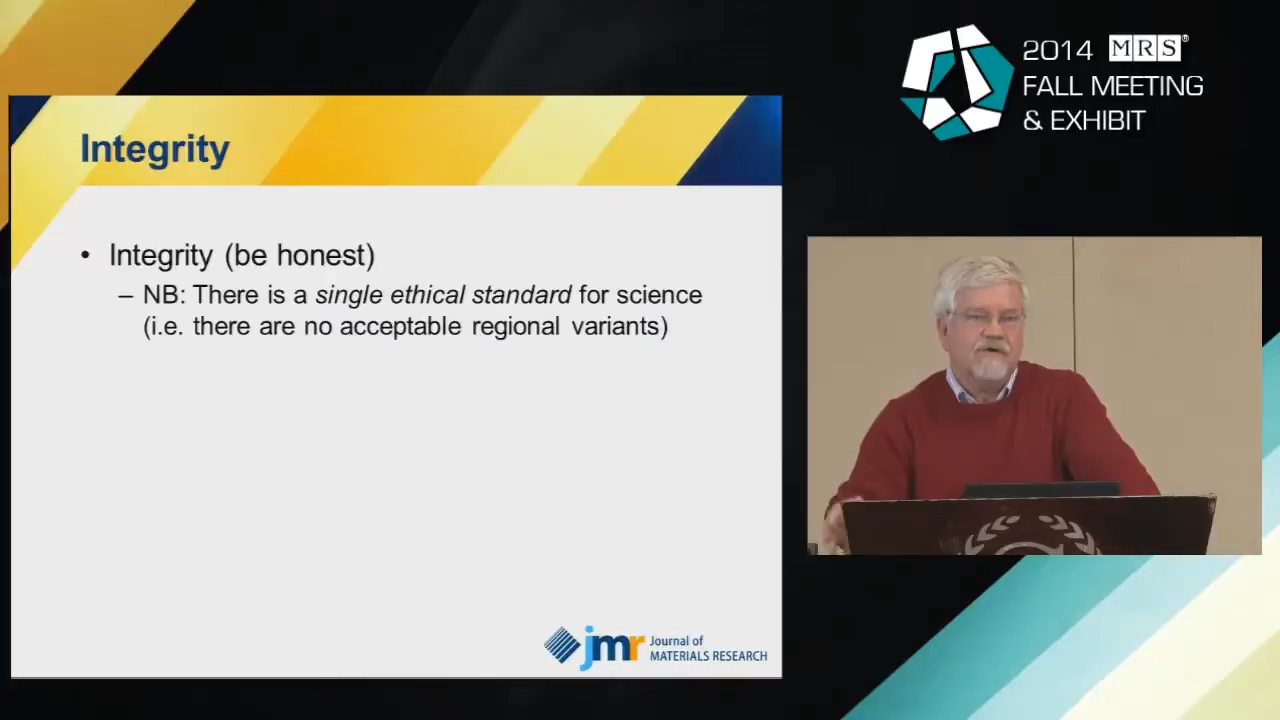 Integrity
• Integrity (be honest)
– NB: There is a single ethical standard for science
(i.e. there are no acceptable regional variants)
jmr Journal of
MATERIALS RESEARCH
2014 MRS®
FALL MEETING
& EXHIBIT